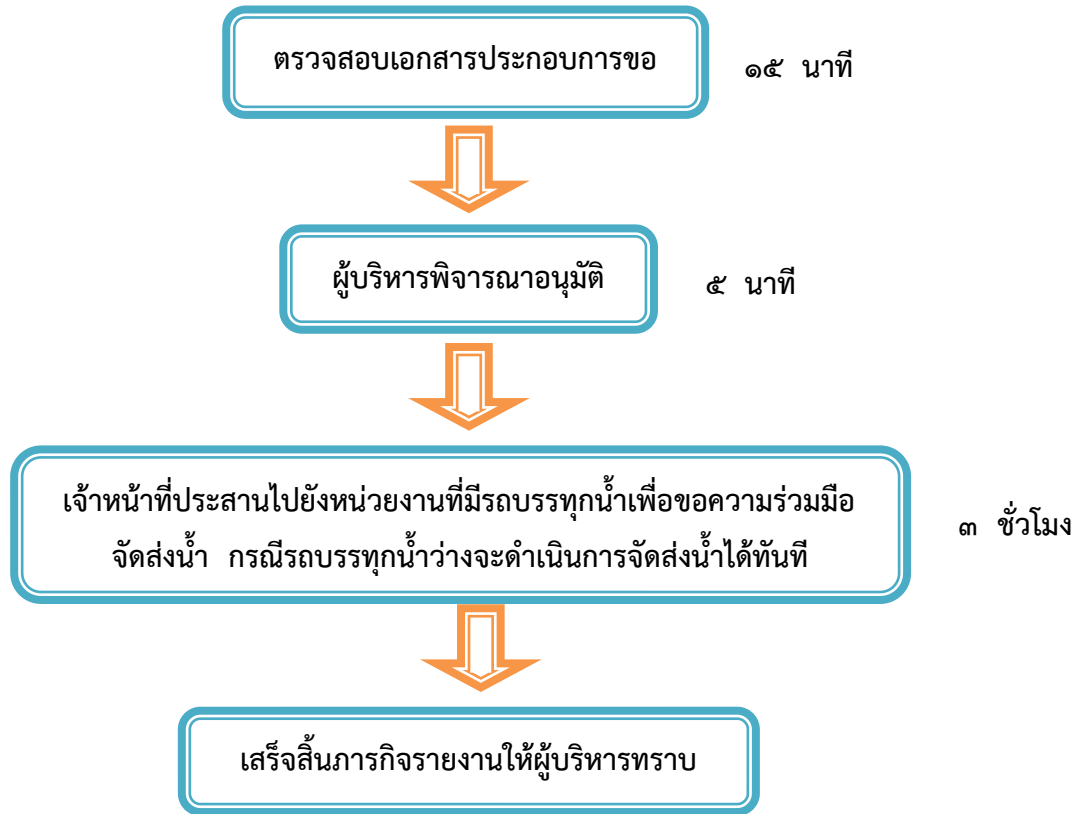 ตรวจสอบเอกสารประกอบการขอ
๑๕ นาที
ผู้บริหารพิจารณาอนุมัติ
๕ นาที
เจ้าหน้าที่ประสานไปยังหน่วยงานที่มีรถบรรทุกน้ำเพื่อขอความร่วมมือ
จัดส่งน้ำ กรณีรถบรรทุกน้ำว่างจะดำเนินการจัดส่งน้ำได้ทันที
๓ ชั่วโมง
เสร็จสิ้นภารกิจรายงานให้ผู้บริหารทราบ